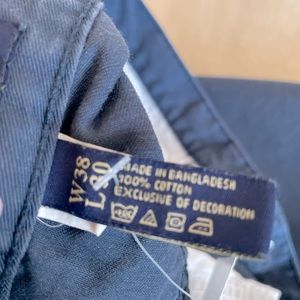 W38
L30
MADE IN BANGLADESH
100% COTTON
EXCLUSIVE OF DECORATION